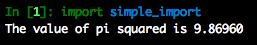 In [1]: import simple_import
The value of pi squared is 9.86960